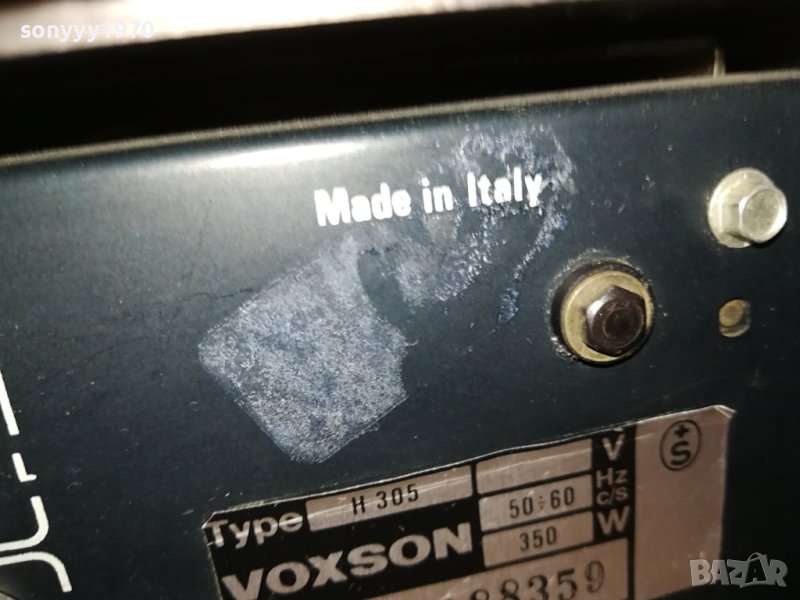 sonyyy1970
Made in Italy
Type H 305 V
50÷60 Hz c/s
VOXSON 350 W
88359
BAZAR